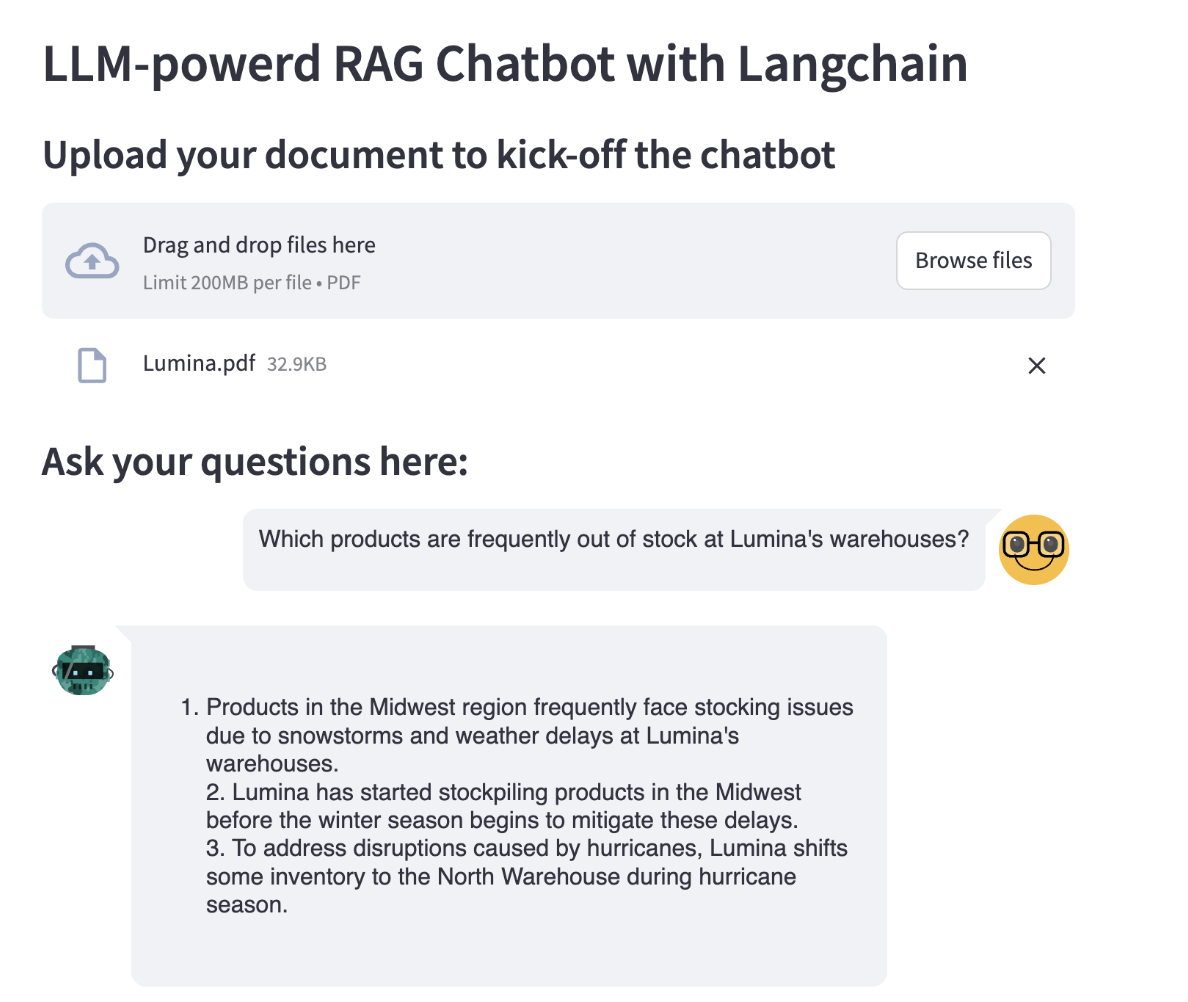 LLM-powerd RAG Chatbot with Langchain
Upload your document to kick-off the chatbot
Drag and drop files here
Limit 200MB per file • PDF
Browse files
Lumina.pdf 32.9KB
Ask your questions here:
Which products are frequently out of stock at Lumina's warehouses?
1. Products in the Midwest region frequently face stocking issues
due to snowstorms and weather delays at Lumina's
warehouses.
2. Lumina has started stockpiling products in the Midwest
before the winter season begins to mitigate these delays.
3. To address disruptions caused by hurricanes, Lumina shifts
some inventory to the North Warehouse during hurricane
season.